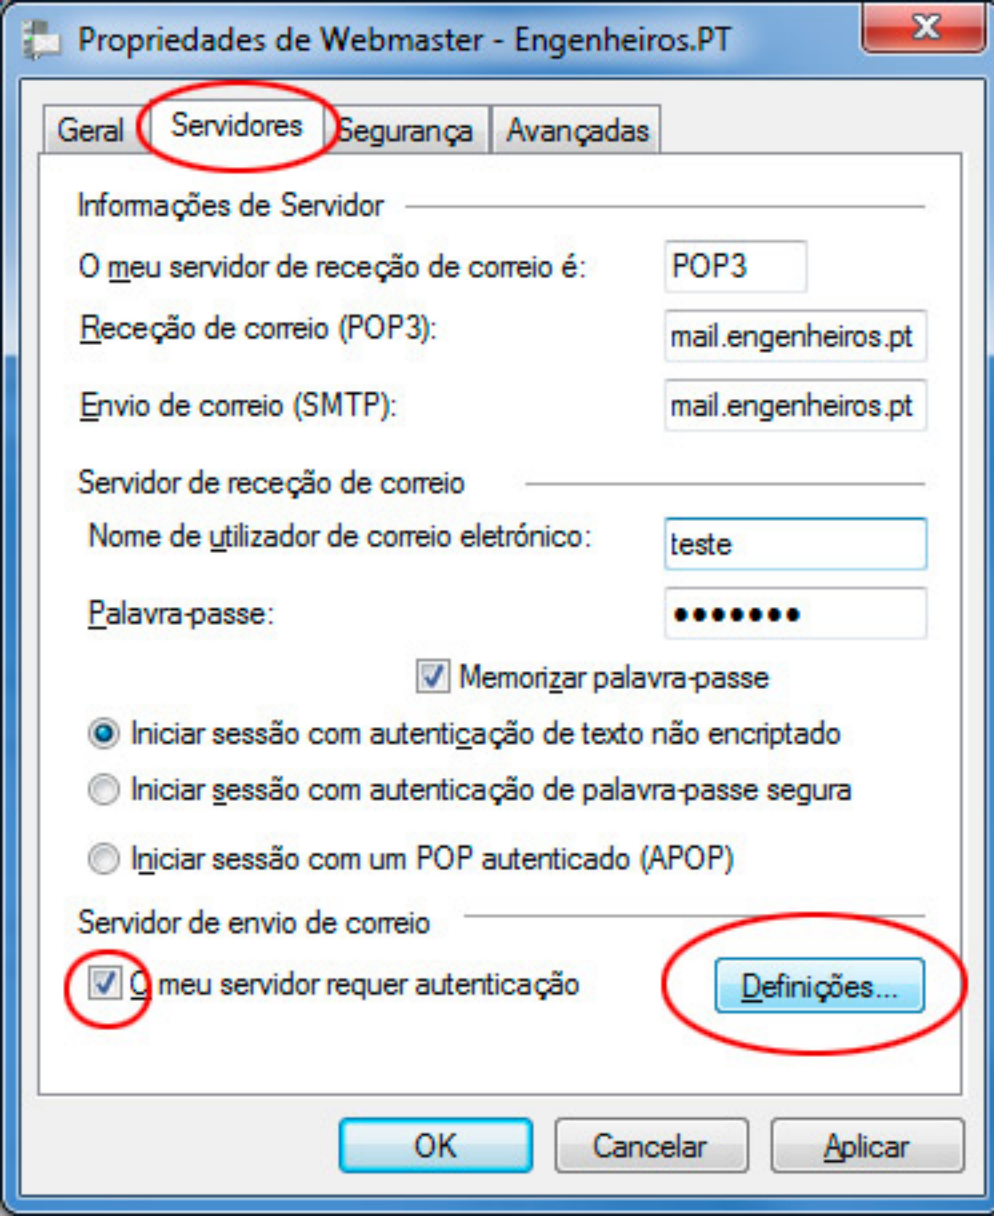 Propriedades de Webmaster - Engenheiros.PT
Geral Servidores Segurança Avançadas
Informações de Servidor
O meu servidor de receção de correio é: POP3
Receção de correio (POP3): mail.engenheiros.pt
Envio de correio (SMTP): mail.engenheiros.pt
Servidor de receção de correio
Nome de utilizador de correio eletrónico: teste
Palavra-passe: •••••••
Memorizar palavra-passe
Iniciar sessão com autenticação de texto não encriptado
Iniciar sessão com autenticação de palavra-passe segura
Iniciar sessão com um POP autenticado (APOP)
Servidor de envio de correio
O meu servidor requer autenticação Definições...
OK Cancelar Aplicar